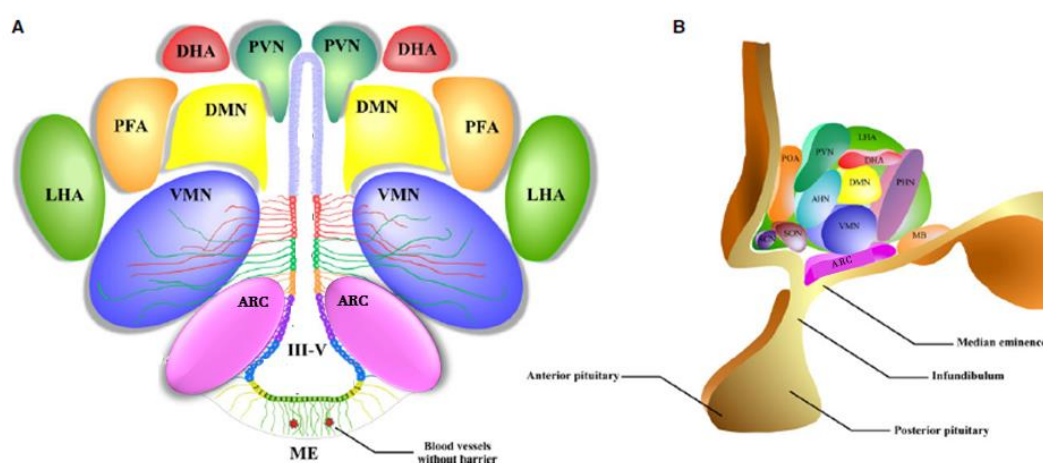 A
DHA
PVN
PVN
DHA
PFA
DMN
DMN
PFA
LHA
VMN
VMN
LHA
ARC
ARC
III-V
Blood vessels
without barrier
ME
B
LHA
POA
PVN
DHA
AHN
DMN
PHN
SON
VMN
MB
ARC
Median eminence
Infundibulum
Anterior pituitary
Posterior pituitary